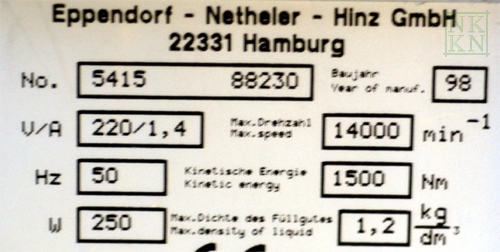 Eppendorf - Netheler - Hinz GmbH
22331 Hamburg
No. 5415 88230 Baujahr Year of manuf. 98
V/A 220/1,4 Max.Drehzahl Max.speed 14000 min⁻¹
Hz 50 Kinetische Energie Kinetic energy 1500 Nm
W 250 Max.Dichte des Füllgutes Max.density of liquid 1,2 kg/dm³
NK
KN